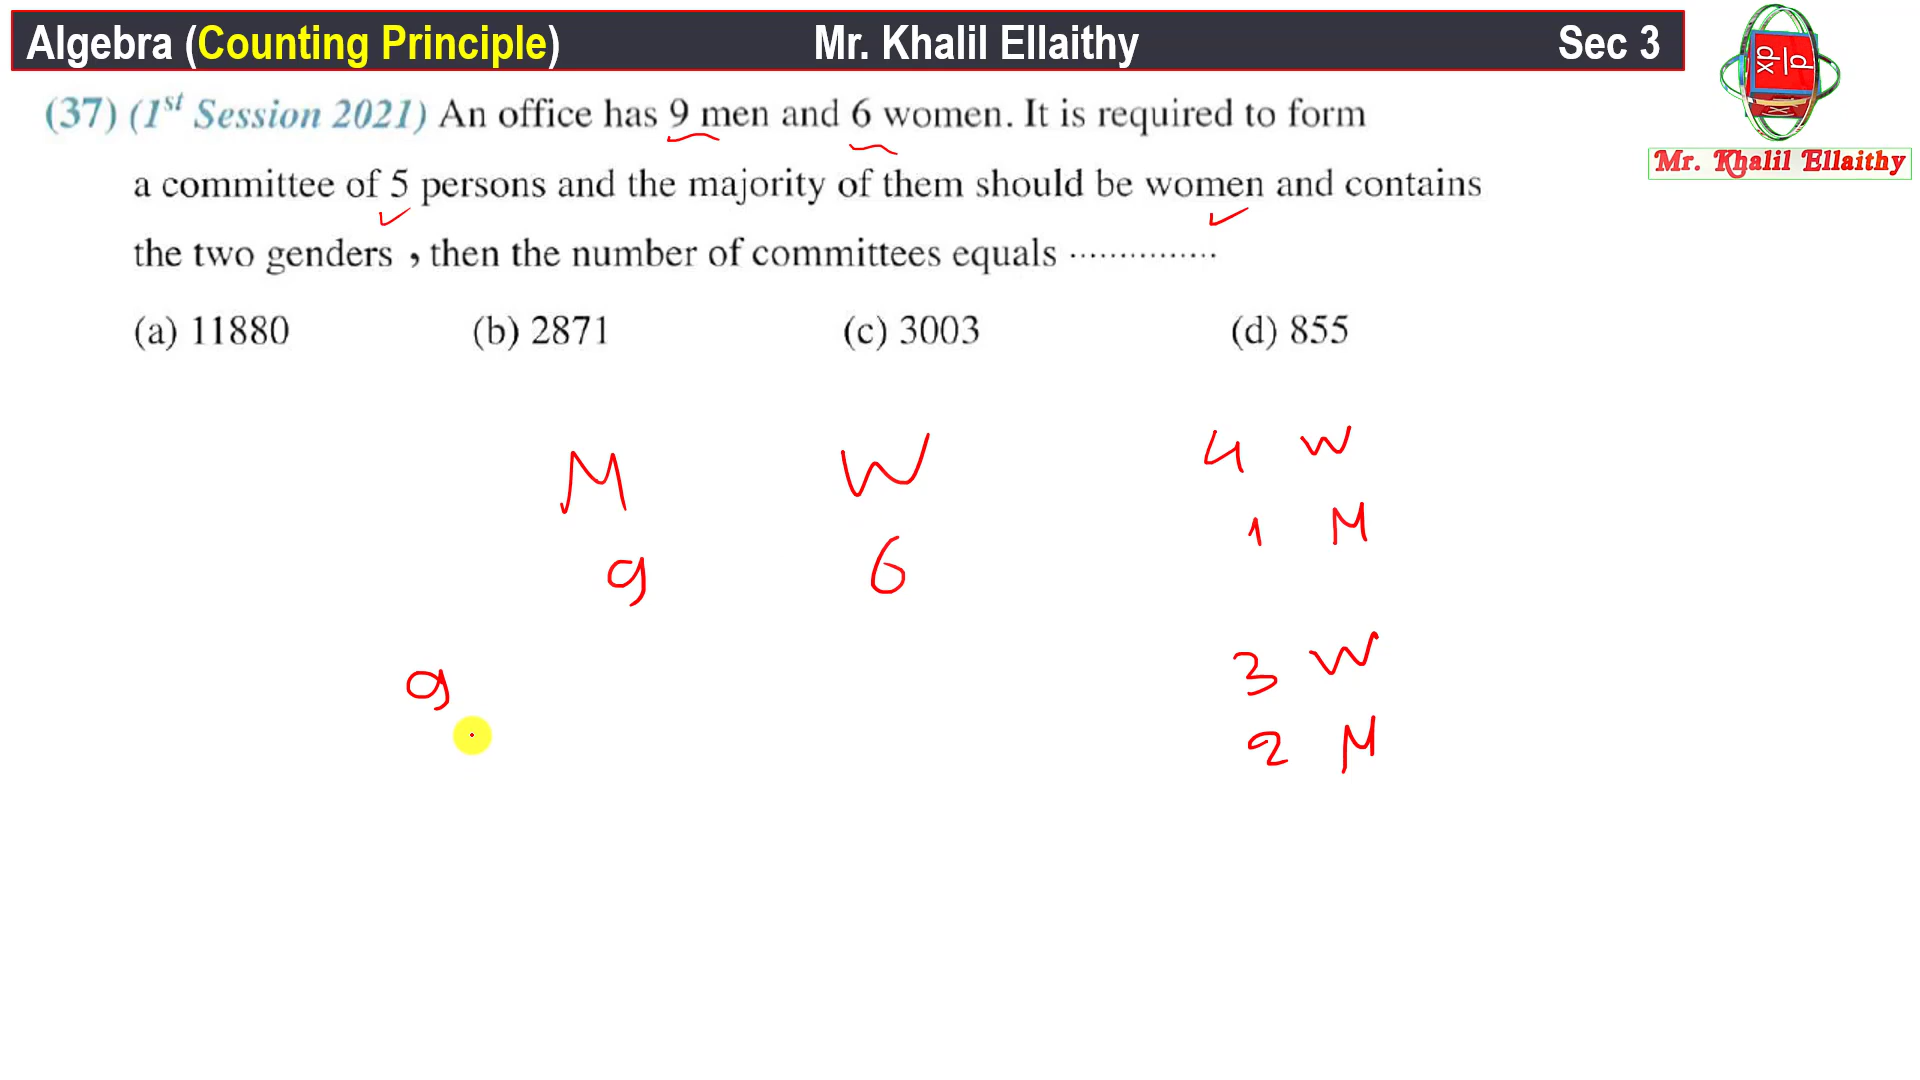 Algebra (Counting Principle) Mr. Khalil Ellaithy Sec 3
d
dx
Mr. Khalil Ellaithy
(37) (1st Session 2021) An office has 9 men and 6 women. It is required to form
a committee of 5 persons and the majority of them should be women and contains
the two genders , then the number of committees equals ...............
(a) 11880 (b) 2871 (c) 3003 (d) 855
M W 4 W
1 M
9 6
3 W
9
2 M